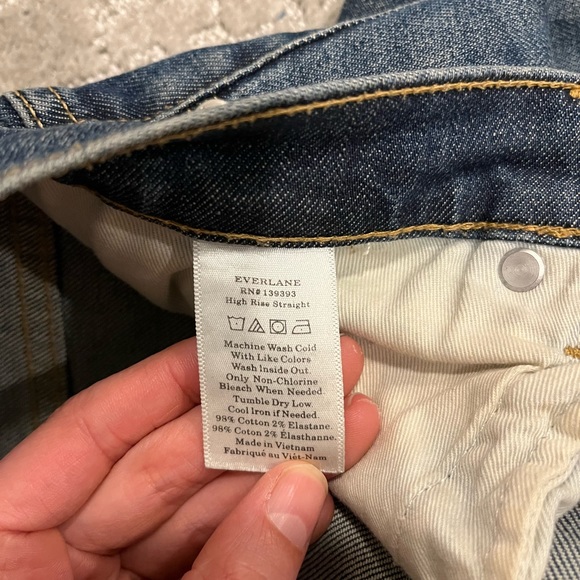 EVERLANE
RN# 139393
High Rise Straight
Machine Wash Cold
With Like Colors
Wash Inside Out.
Only Non-Chlorine
Bleach When Needed.
Tumble Dry Low.
Cool Iron if Needed.
98% Cotton 2% Elastane.
98% Coton 2% Élasthanne.
Made in Vietnam
Fabriqué au Viêt-Nam